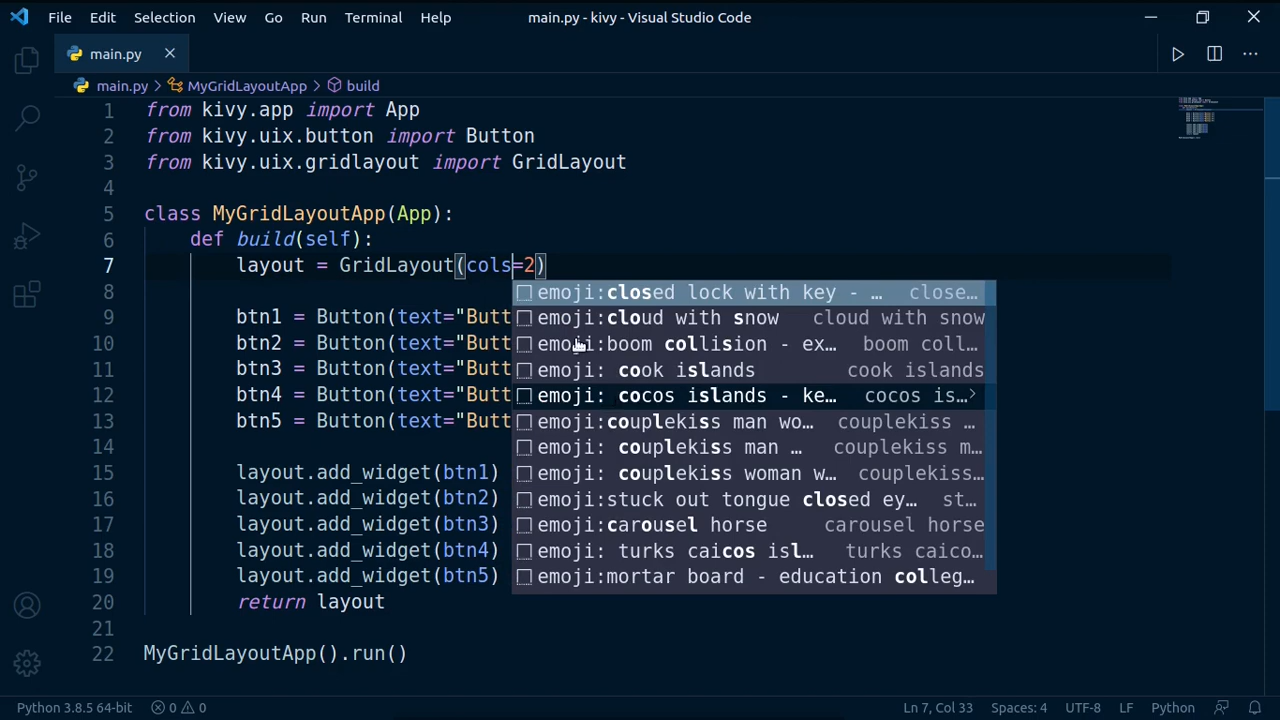 File Edit Selection View Go Run Terminal Help main.py - kivy - Visual Studio Code
main.py
main.py > MyGridLayoutApp > build
1 from kivy.app import App
2 from kivy.uix.button import Button
3 from kivy.uix.gridlayout import GridLayout
4
5 class MyGridLayoutApp(App):
6 def build(self):
7 layout = GridLayout(cols=2)
8 emoji:closed lock with key - … close…
emoji:cloud with snow cloud with snow
9 btn1 = Button(text="Butt
10 btn2 = Button(text="Butt emoji:boom collision - ex… boom coll…
11 btn3 = Button(text="Butt emoji: cook islands cook islands
12 btn4 = Button(text="Butt emoji: cocos islands - ke… cocos is…>
13 btn5 = Button(text="Butt emoji:couplekiss man wo… couplekiss …
14 emoji: couplekiss man … couplekiss m…
15 layout.add_widget(btn1) emoji: couplekiss woman w… couplekiss…
16 layout.add_widget(btn2) emoji:stuck out tongue closed ey… st…
17 layout.add_widget(btn3) emoji:carousel horse carousel horse
18 layout.add_widget(btn4) emoji: turks caicos isl… turks caico…
19 layout.add_widget(btn5) emoji:mortar board - education colleg…
20 return layout
21
22 MyGridLayoutApp().run()
Python 3.8.5 64-bit 0 0 Ln 7, Col 33 Spaces: 4 UTF-8 LF Python